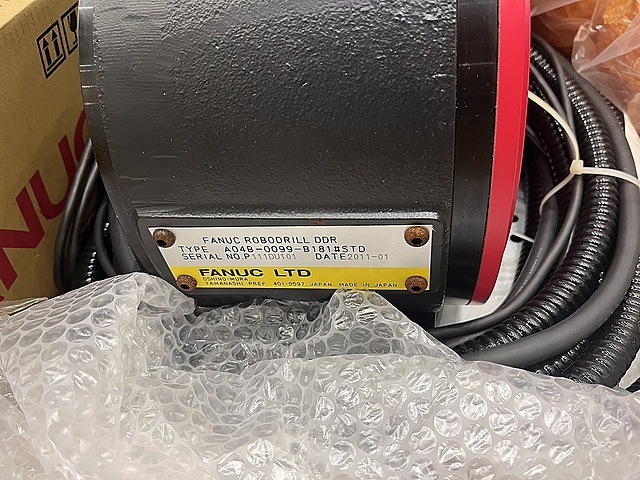 FANUC ROBODRILL DDR
TYPE A04B-0099-B181#STD
SERIAL NO.P111DU101 DATE2011-01
FANUC LTD
OSHINO-MURA
YAMANASHI PREF. 401-0597 JAPAN MADE IN JAPAN
NUC